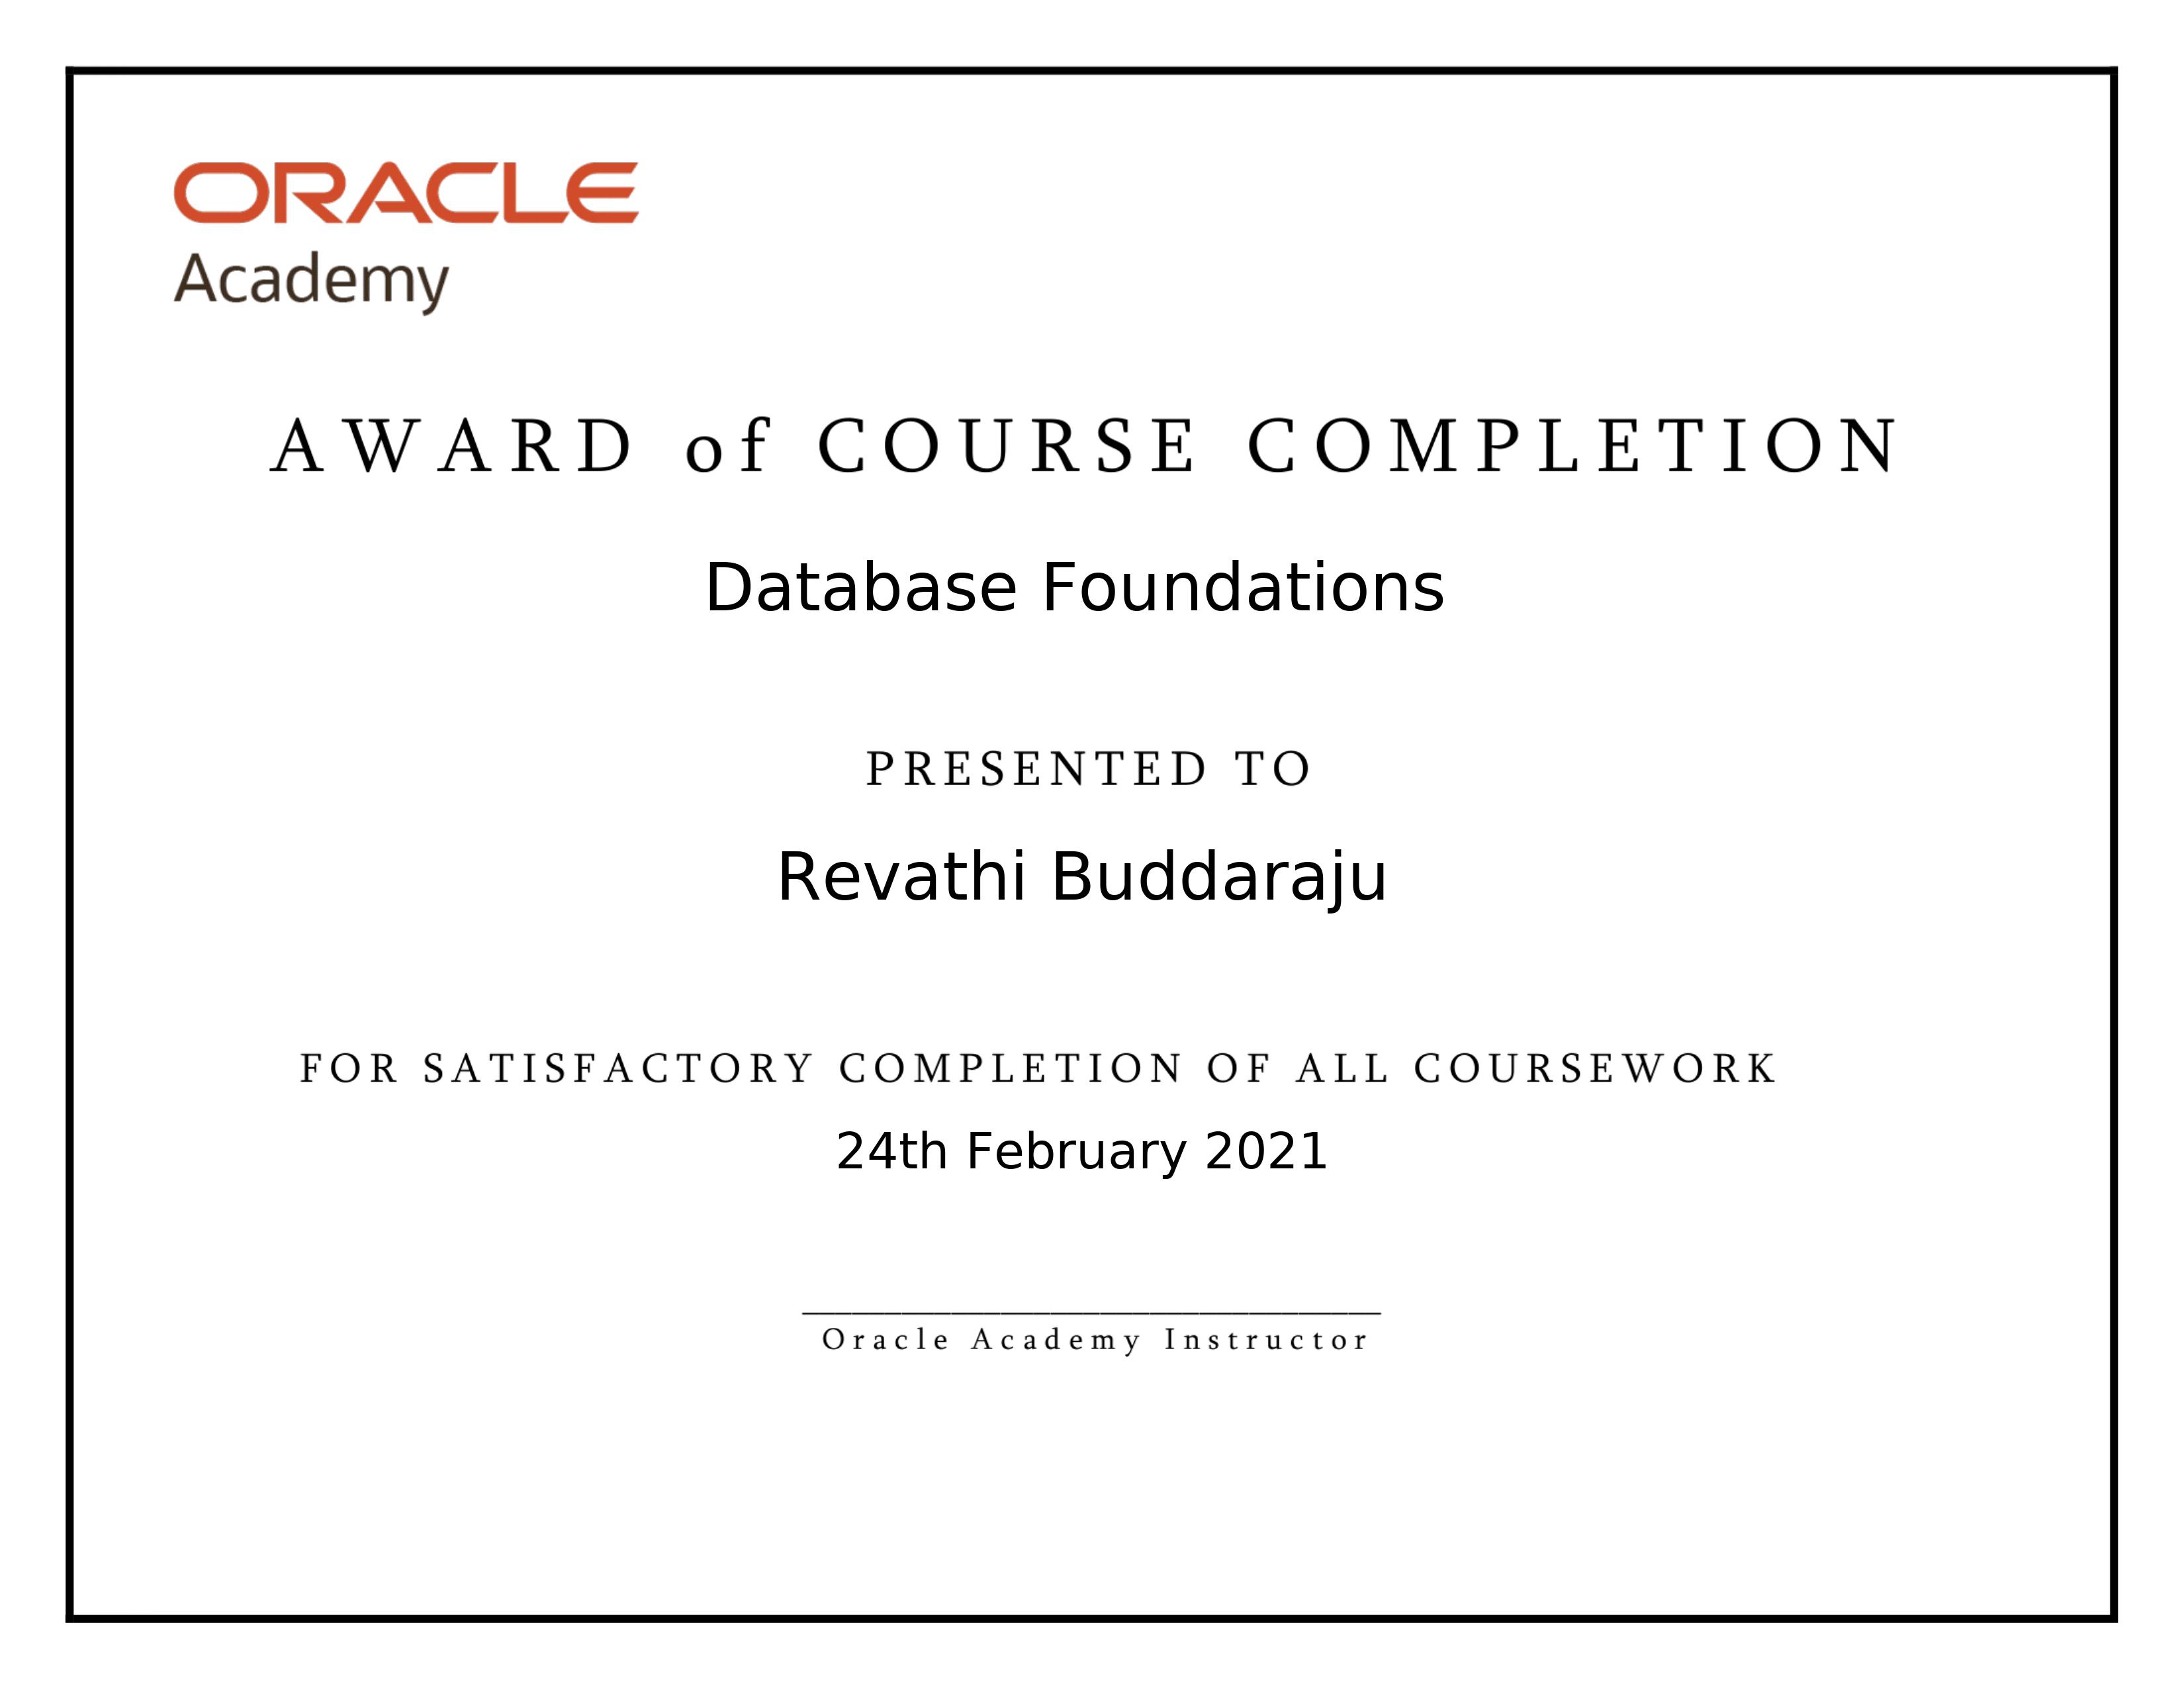 ORACLE
Academy
AWARD of COURSE COMPLETION
Database Foundations
PRESENTED TO
Revathi Buddaraju
FOR SATISFACTORY COMPLETION OF ALL COURSEWORK
24th February 2021
Oracle Academy Instructor